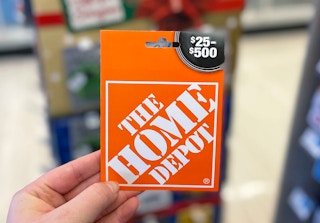 $25-
$500
THE
HOME
DEPOT
®